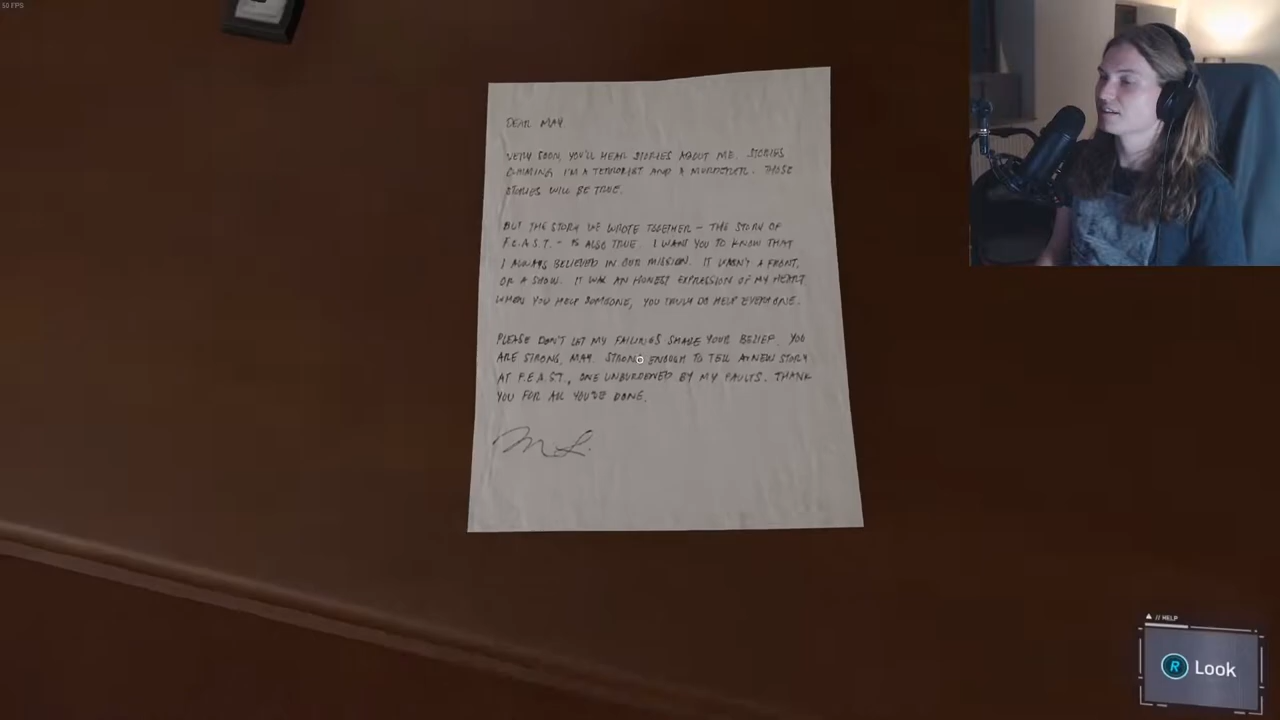 50 FPS
DEAR MAY,
VERY SOON, YOU'LL HEAR STORIES ABOUT ME. STORIES
CLAIMING I'M A TERRORIST AND A MURDERER. THOSE
STORIES WILL BE TRUE.
BUT THE STORY WE WROTE TOGETHER – THE STORY OF
F.E.A.S.T. – IS ALSO TRUE. I WANT YOU TO KNOW THAT
I ALWAYS BELIEVED IN OUR MISSION. IT WASN'T A FRONT,
OR A SHOW. IT WAS AN HONEST EXPRESSION OF MY HEART
WHEN YOU HELP SOMEONE, YOU TRULY DO HELP EVERYONE.
PLEASE DON'T LET MY FAILINGS SHAKE YOUR BELIEF. YOU
ARE STRONG, MAY. STRONG ENOUGH TO TELL A NEW STORY
AT F.E.A.S.T., ONE UNBURDENED BY MY FAULTS. THANK
YOU FOR ALL YOU'VE DONE.
M L.
// HELP
R Look